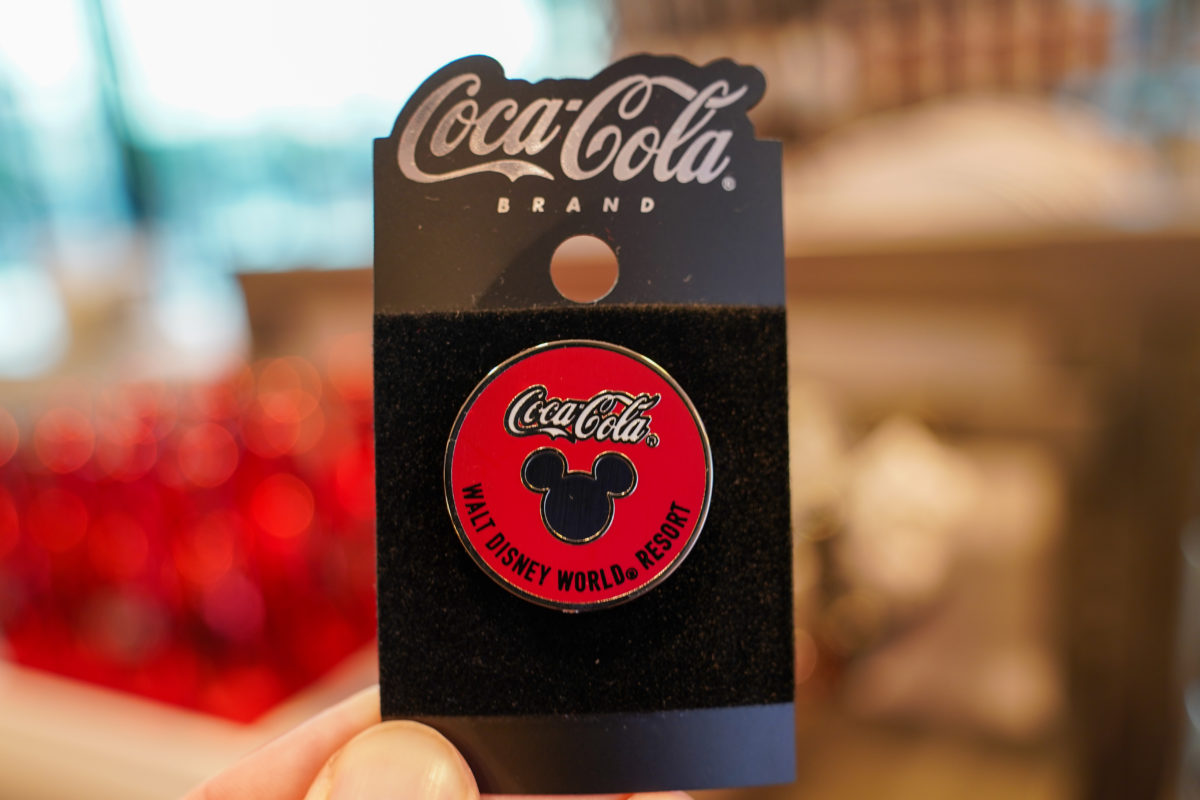 Coca-Cola®
BRAND
Coca-Cola®
WALT DISNEY WORLD® RESORT